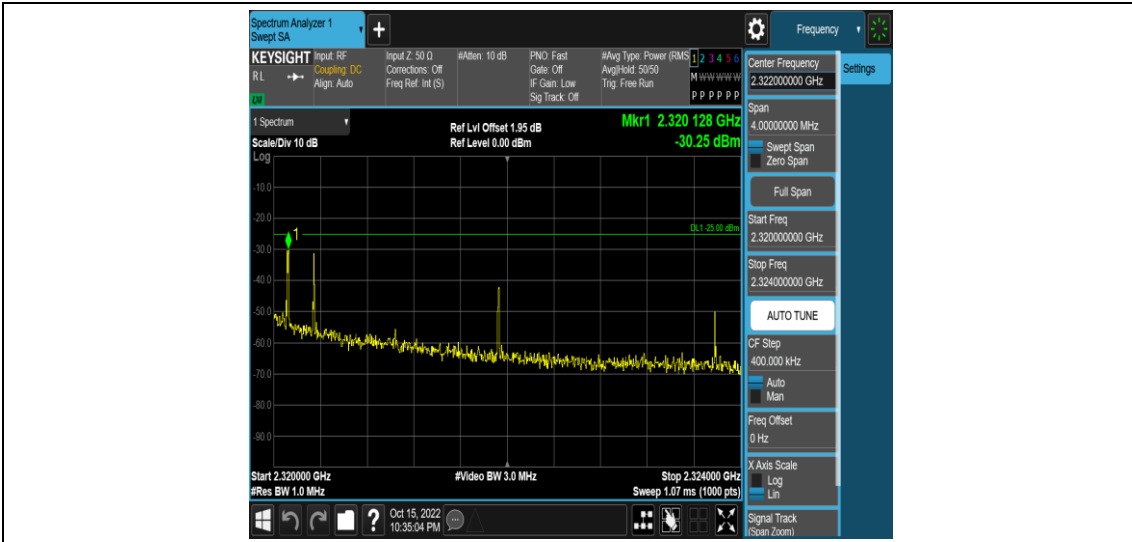 Spectrum Analyzer 1
Swept SA
+
Frequency
KEYSIGHT
RL
LXI
Input: RF
Coupling: DC
Align: Auto
Input Z: 50 Ω
Corrections: Off
Freq Ref: Int (S)
#Atten: 10 dB
PNO: Fast
Gate: Off
IF Gain: Low
Sig Track: Off
#Avg Type: Power (RMS
Avg|Hold: 50/50
Trig: Free Run
1 2 3 4 5 6
M W W W W W
P P P P P P
1 Spectrum
Scale/Div 10 dB
Ref Lvl Offset 1.95 dB
Ref Level 0.00 dBm
Mkr1 2.320 128 GHz
-30.25 dBm
Log
-10.0
-20.0
-30.0
-40.0
-50.0
-60.0
-70.0
-80.0
-90.0
1
DL1 -25.00 dBm
Start 2.320000 GHz
#Res BW 1.0 MHz
#Video BW 3.0 MHz
Stop 2.324000 GHz
Sweep 1.07 ms (1000 pts)
Center Frequency
2.322000000 GHz
Settings
Span
4.00000000 MHz
Swept Span
Zero Span
Full Span
Start Freq
2.320000000 GHz
Stop Freq
2.324000000 GHz
AUTO TUNE
CF Step
400.000 kHz
Auto
Man
Freq Offset
0 Hz
X Axis Scale
Log
Lin
Signal Track
(Span Zoom)
?
Oct 15, 2022
10:35:04 PM